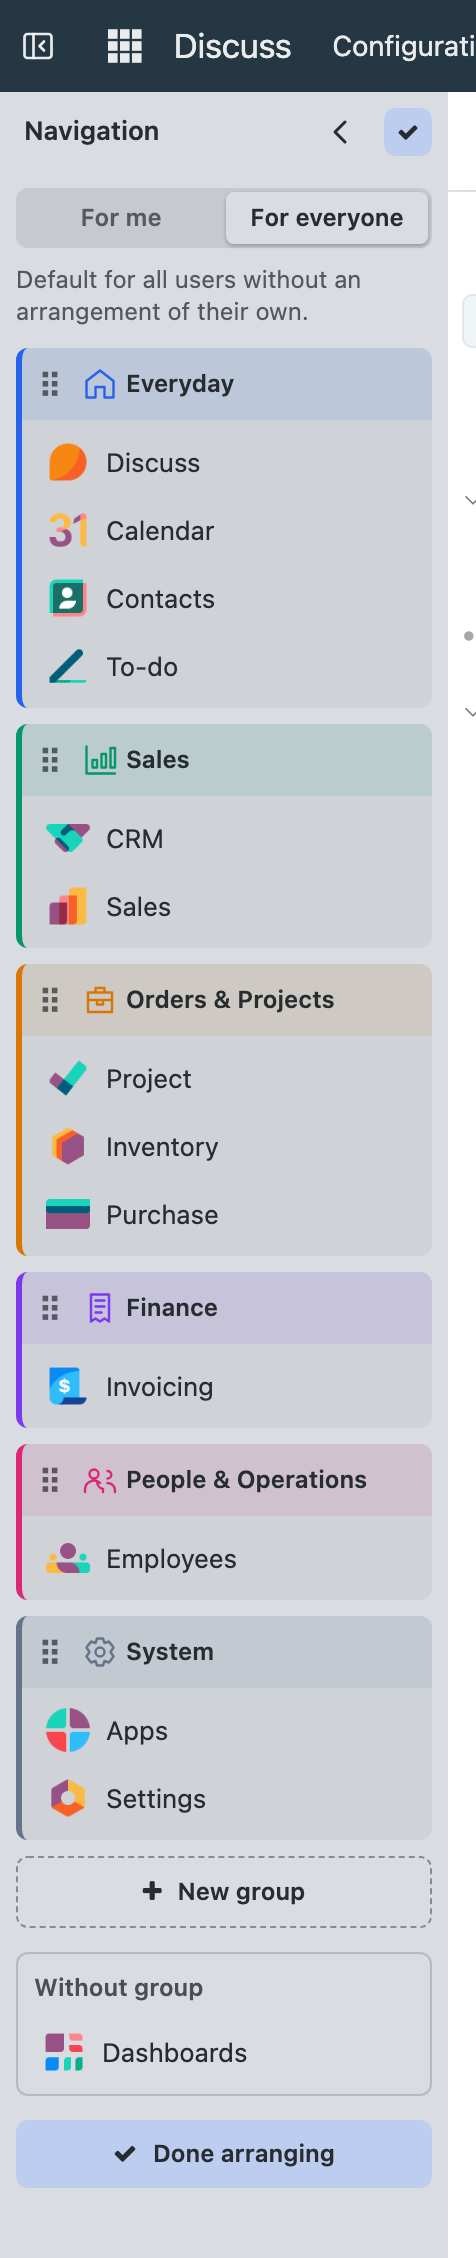 Discuss
Configurati
Navigation
For me
For everyone
Default for all users without an
arrangement of their own.
Everyday
Discuss
31 Calendar
Contacts
To-do
Sales
CRM
Sales
Orders & Projects
Project
Inventory
Purchase
Finance
$ Invoicing
People & Operations
Employees
System
Apps
Settings
+ New group
Without group
Dashboards
Done arranging